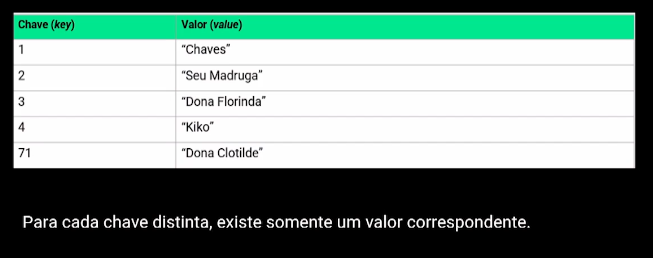 Chave (key) Valor (value)
1 “Chaves”
2 “Seu Madruga”
3 “Dona Florinda”
4 “Kiko”
71 “Dona Clotilde”
Para cada chave distinta, existe somente um valor correspondente.